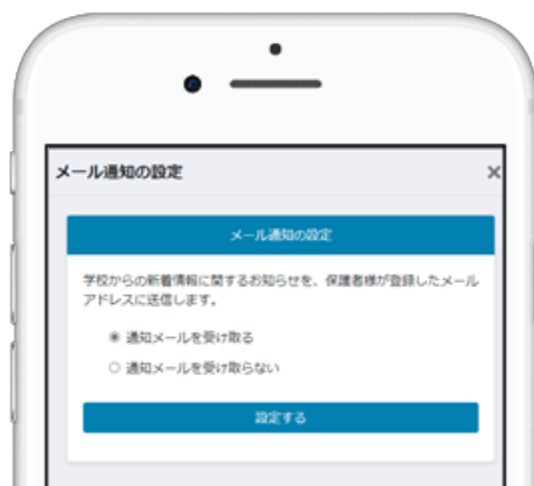 メール通知の設定
メール通知の設定
学校からの新着情報に関するお知らせを、保護者様が登録したメール
アドレスに送信します。
通知メールを受け取る
通知メールを受け取らない
設定する